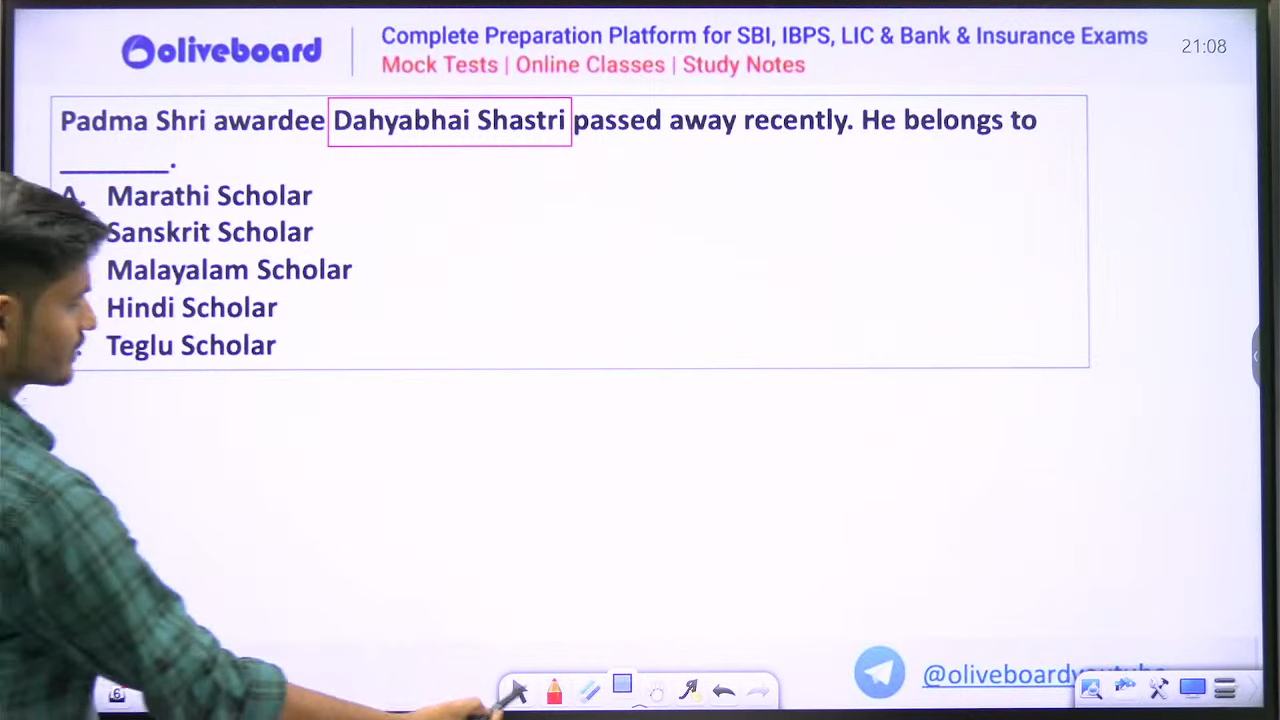 oliveboard
Complete Preparation Platform for SBI, IBPS, LIC & Bank & Insurance Exams
Mock Tests | Online Classes | Study Notes
21:08
Padma Shri awardee Dahyabhai Shastri passed away recently. He belongs to
________.
A. Marathi Scholar
Sanskrit Scholar
Malayalam Scholar
Hindi Scholar
Teglu Scholar
6